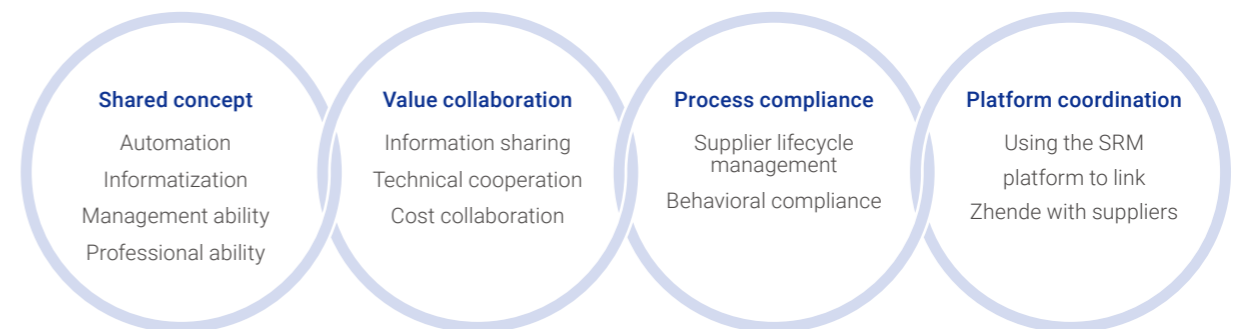 Shared concept
Automation
Informatization
Management ability
Professional ability
Value collaboration
Information sharing
Technical cooperation
Cost collaboration
Process compliance
Supplier lifecycle
management
Behavioral compliance
Platform coordination
Using the SRM
platform to link
Zhende with suppliers